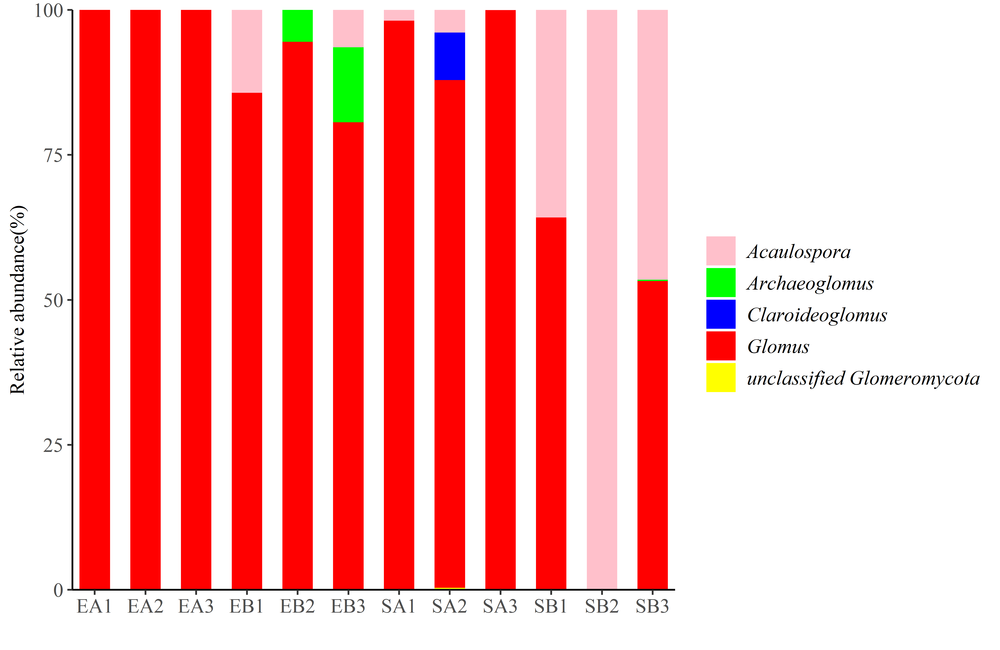 Relative abundance(%)
100
75
50
25
0
EA1 EA2 EA3 EB1 EB2 EB3 SA1 SA2 SA3 SB1 SB2 SB3
Acaulospora
Archaeoglomus
Claroideoglomus
Glomus
unclassified Glomeromycota